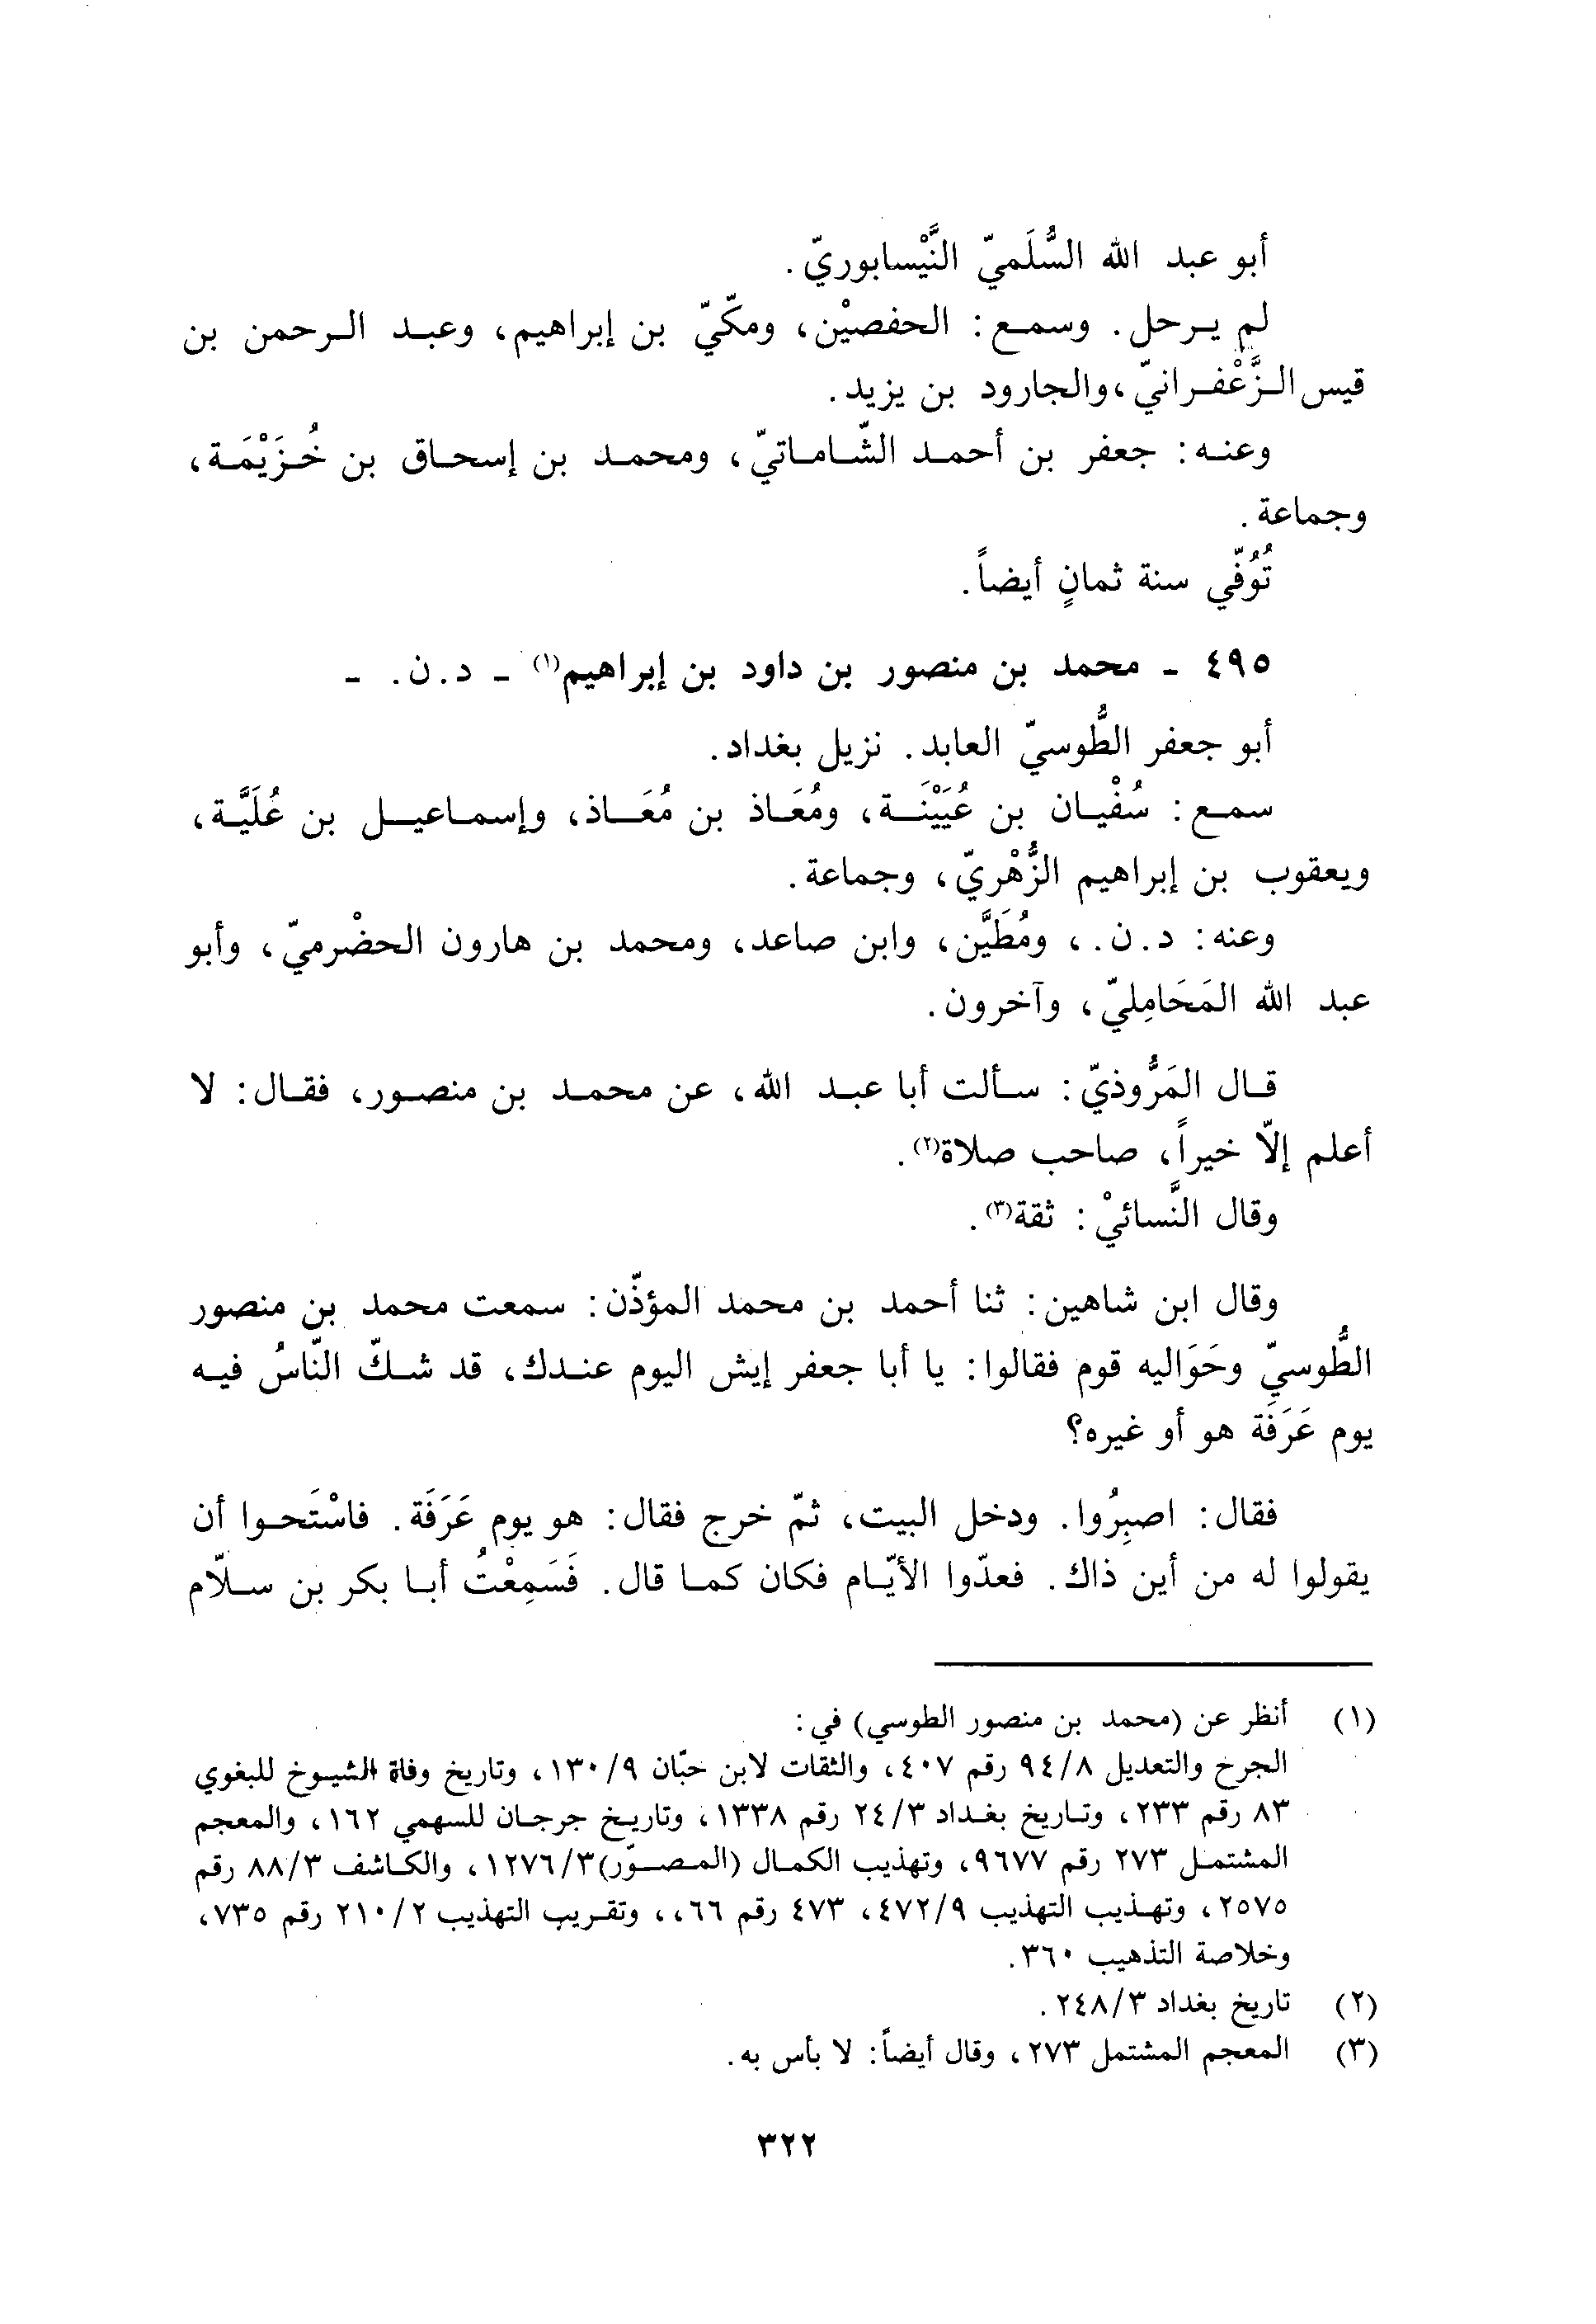 أبو عبد الله السُّلَميّ النَّيْسابوريّ.
لم يرحل. وسمع: الحفصيْن، ومكّيّ بن إبراهيم، وعبد الرحمن بن
قيس الزَّعْفرانيّ، والجارود بن يزيد.
وعنه: جعفر بن أحمد الشّاماتيّ، ومحمد بن إسحاق بن خُزَيْمَة،
وجماعة.
تُوُفّي سنة ثمانٍ أيضاً.
٤٩٥ - محمد بن منصور بن داود بن إبراهيم(١) - د.ن. -
أبو جعفر الطُّوسيّ العابد. نزيل بغداد.
سمع: سُفْيان بن عُيَيْنَة، ومُعَاذ بن مُعَاذ، وإسماعيل بن عُلَيَّة،
ويعقوب بن إبراهيم الزُّهْريّ، وجماعة.
وعنه: د.ن.، ومُطَيَّن، وابن صاعد، ومحمد بن هارون الحضْرميّ، وأبو
عبد الله المَحَامِليّ، وآخرون.
قال المَرُّوذيّ: سألت أبا عبد الله، عن محمد بن منصور، فقال: لا
أعلم إلّا خيراً، صاحب صلاة(٢).
وقال النَّسائيْ: ثقة(٣).
وقال ابن شاهين: ثنا أحمد بن محمد المؤذّن: سمعت محمد بن منصور
الطُّوسيِّ وحَوَاليه قوم فقالوا: يا أبا جعفر إيش اليوم عندك، قد شكّ النّاسُ فيه
يوم عَرَفَة هو أو غيره؟
فقال: اصبِرُوا. ودخل البيت، ثمّ خرج فقال: هو يوم عَرَفَة. فاسْتَحوا أن
يقولوا له من أين ذاك. فعدّوا الأيّام فكان كما قال. فَسَمِعْتُ أبا بكر بن سلّام
(١) أنظر عن (محمد بن منصور الطوسي) في:
الجرح والتعديل ٩٤/٨ رقم ٤٠٧، والثقات لابن حبّان ١٣٠/٩، وتاريخ وفاة الشيوخ للبغوي
٨٣ رقم ٢٣٣، وتاريخ بغداد ٢٤/٣ رقم ١٣٣٨، وتاريخ جرجان للسهمي ١٦٢، والمعجم
المشتمل ٢٧٣ رقم ٩٦٧٧، وتهذيب الكمال (المصوّر)١٢٧٦/٣، والكاشف ٨٨/٣ رقم
٢٥٧٥، وتهذيب التهذيب ٤٧٢/٩، ٤٧٣ رقم ٦٦،، وتقريب التهذيب ٢١٠/٢ رقم ٧٣٥،
وخلاصة التذهيب ٣٦٠.
(٢) تاريخ بغداد ٢٤٨/٣.
(٣) المعجم المشتمل ٢٧٣، وقال أيضاً: لا بأس به.
٣٢٢